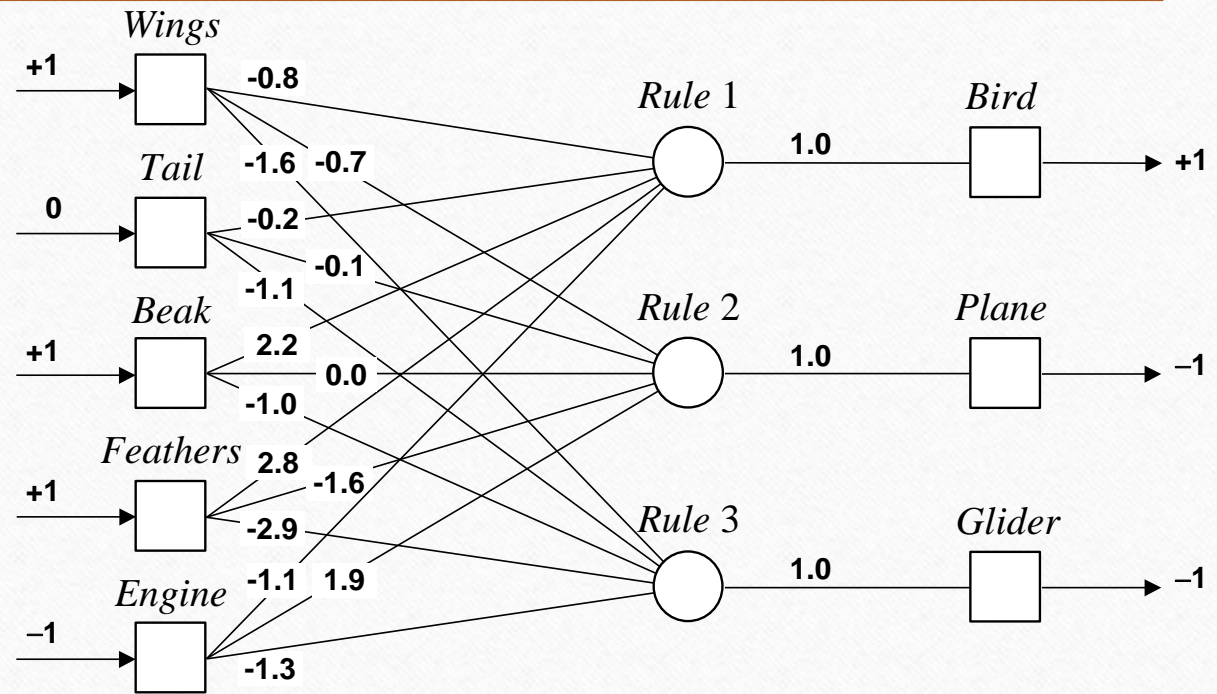 Wings
+1
-0.8
Rule 1
Bird
1.0
+1
Tail
-1.6
-0.7
0
-0.2
-0.1
-1.1
Beak
Rule 2
Plane
+1
2.2
0.0
1.0
–1
-1.0
Feathers
2.8
+1
-1.6
-2.9
Rule 3
Glider
1.0
–1
Engine
-1.1
1.9
–1
-1.3